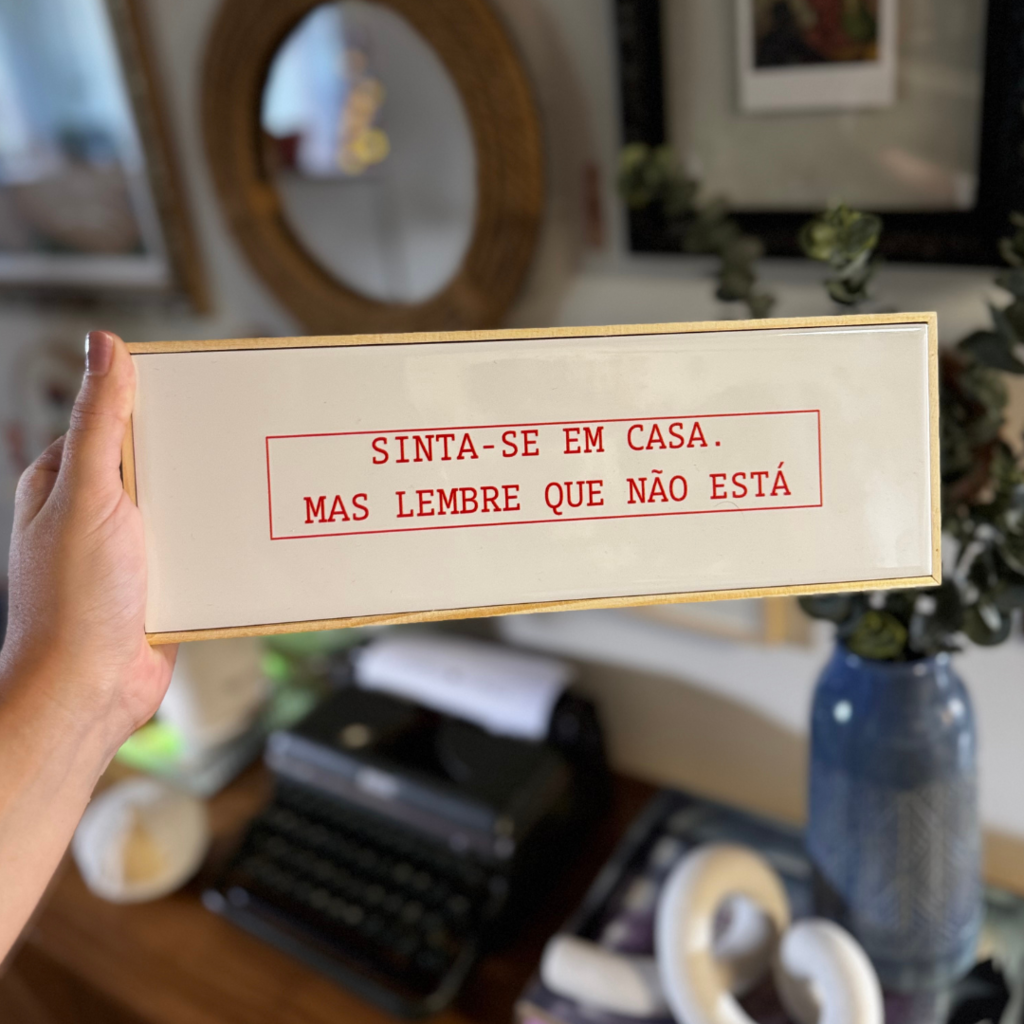 SINTA-SE EM CASA.
MAS LEMBRE QUE NÃO ESTÁ